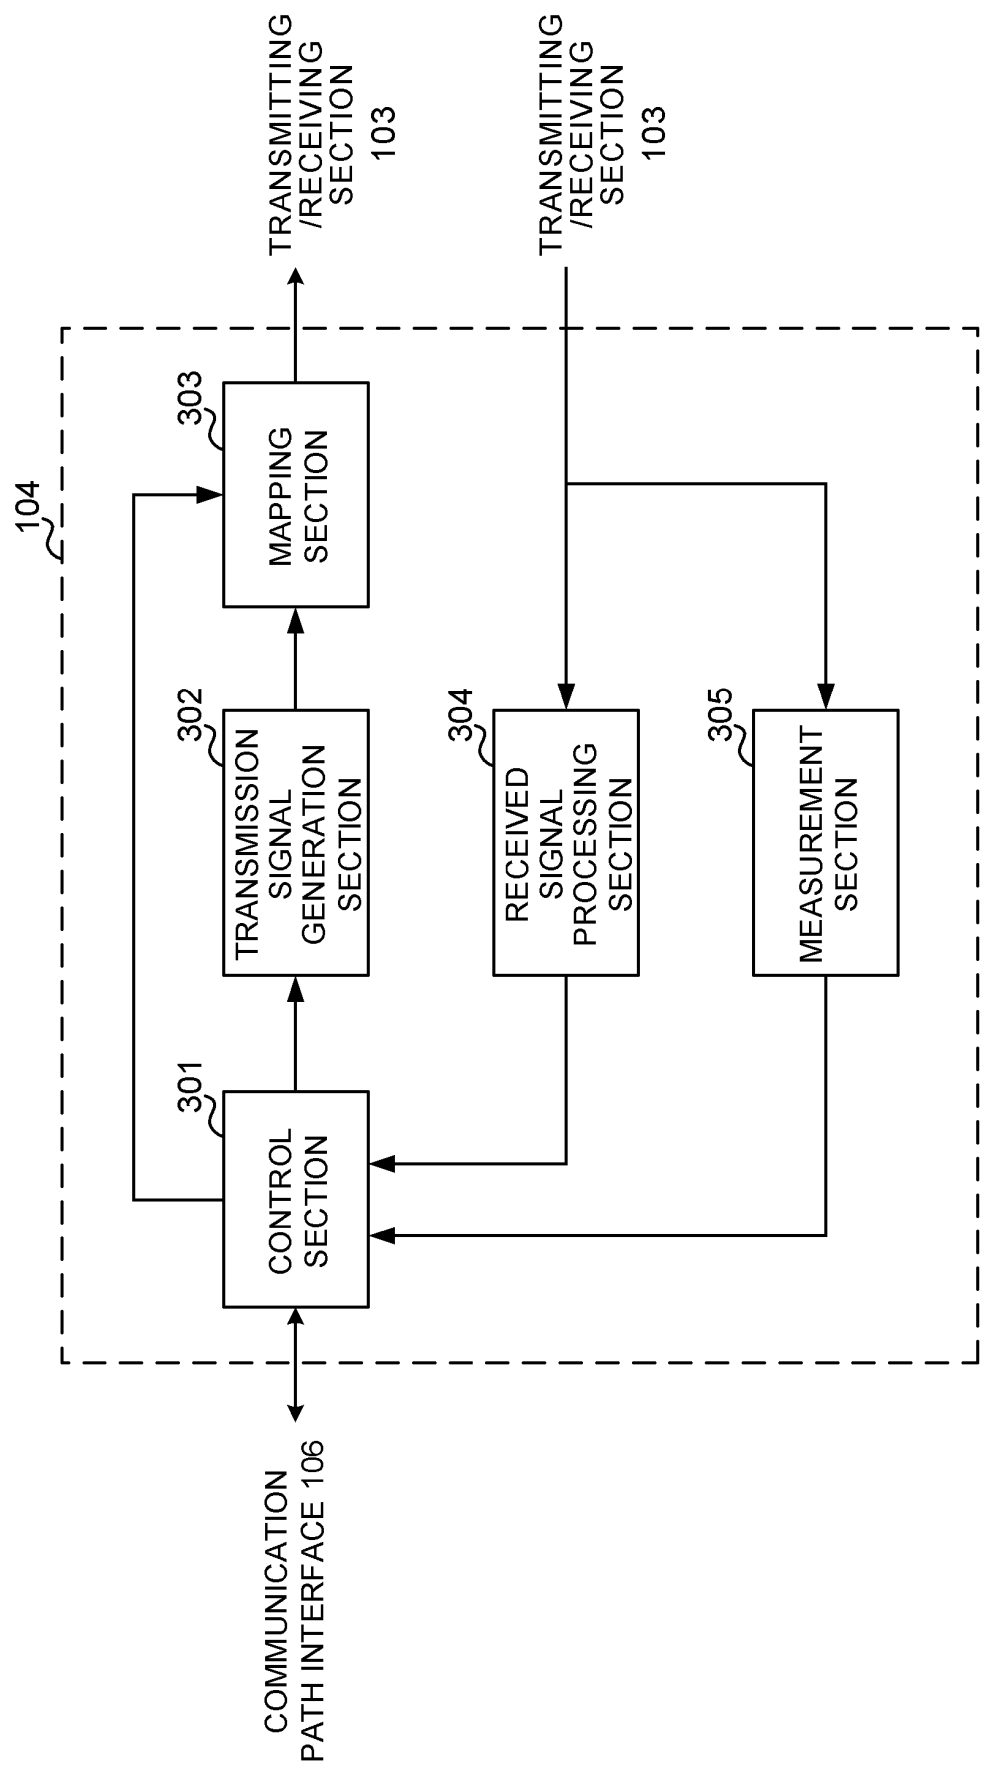 104
COMMUNICATION
PATH INTERFACE 106
301
CONTROL
SECTION
302
TRANSMISSION
SIGNAL
GENERATION
SECTION
303
MAPPING
SECTION
TRANSMITTING
/RECEIVING
SECTION
103
304
RECEIVED
SIGNAL
PROCESSING
SECTION
TRANSMITTING
/RECEIVING
SECTION
103
305
MEASUREMENT
SECTION